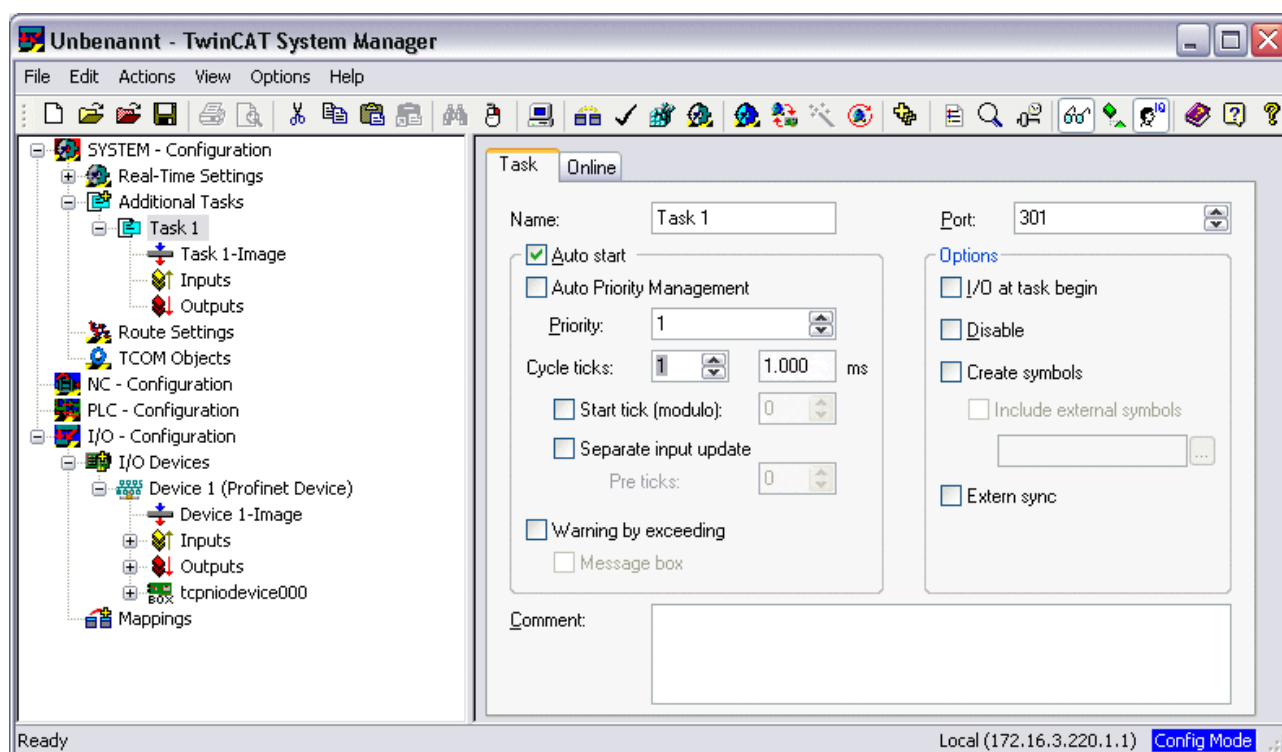 Unbenannt - TwinCAT System Manager
File Edit Actions View Options Help
SYSTEM - Configuration
Real-Time Settings
Additional Tasks
Task 1
Task 1-Image
Inputs
Outputs
Route Settings
TCOM Objects
NC - Configuration
PLC - Configuration
I/O - Configuration
I/O Devices
Device 1 (Profinet Device)
Device 1-Image
Inputs
Outputs
BOX tcpniodevice000
Mappings
Task Online
Name: Task 1 Port: 301
Auto start
Auto Priority Management
Priority: 1
Cycle ticks: 1 1.000 ms
Start tick (modulo): 0
Separate input update
Pre ticks: 0
Warning by exceeding
Message box
Options
I/O at task begin
Disable
Create symbols
Include external symbols
...
Extern sync
Comment:
Ready Local (172.16.3.220.1.1) Config Mode